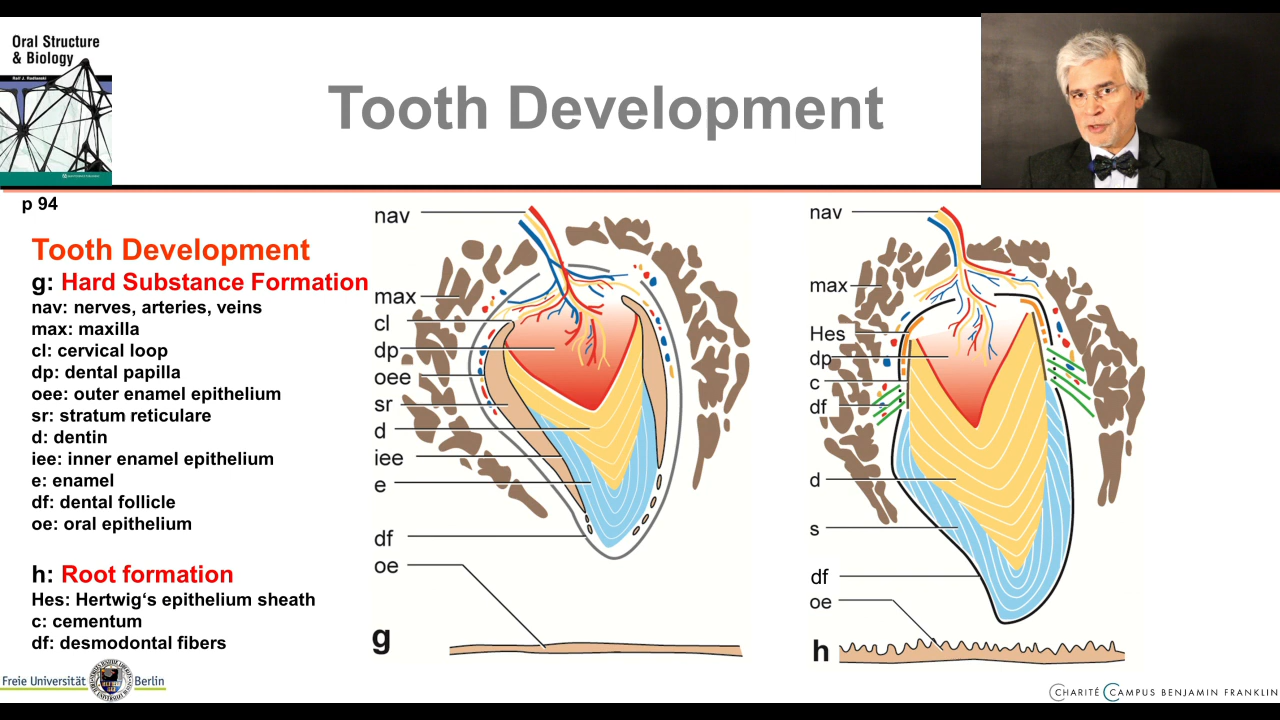 Oral Structure
& Biology
Ralf J. Radlanski
Tooth Development
p 94
Tooth Development
g: Hard Substance Formation
nav: nerves, arteries, veins
max: maxilla
cl: cervical loop
dp: dental papilla
oee: outer enamel epithelium
sr: stratum reticulare
d: dentin
iee: inner enamel epithelium
e: enamel
df: dental follicle
oe: oral epithelium
h: Root formation
Hes: Hertwig‘s epithelium sheath
c: cementum
df: desmodontal fibers
nav
max
cl
dp
oee
sr
d
iee
e
df
oe
g
nav
max
Hes
dp
c
df
d
s
df
oe
h
Freie Universität Berlin
CHARITÉ CAMPUS BENJAMIN FRANKLIN